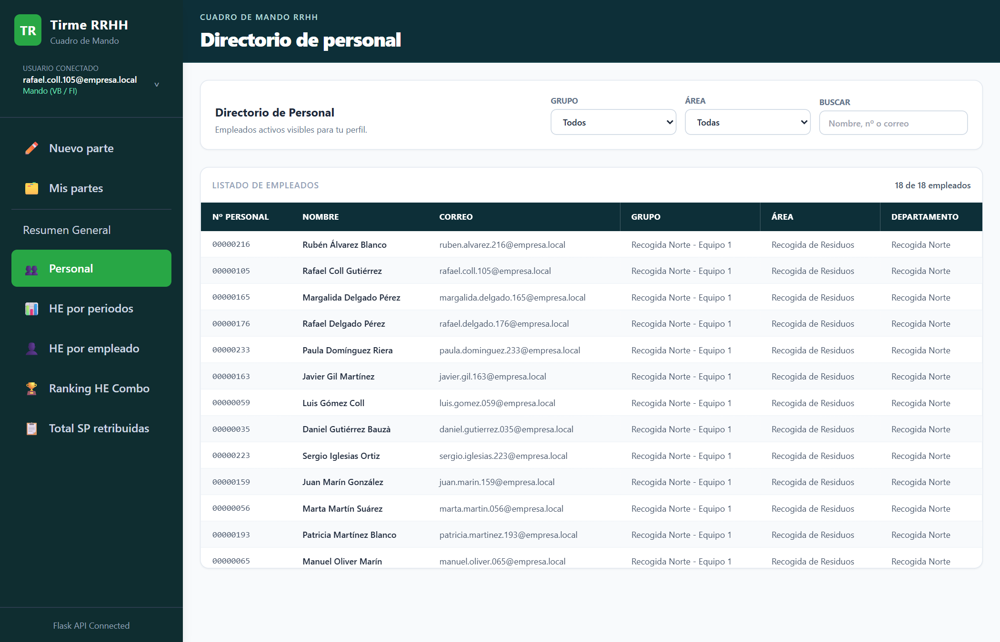 TR
Tirme RRHH
Cuadro de Mando
USUARIO CONECTADO
rafael.coll.105@empresa.local
Mando (VB / FI)
v
Nuevo parte
Mis partes
Resumen General
Personal
HE por periodos
HE por empleado
Ranking HE Combo
Total SP retribuidas
Flask API Connected
CUADRO DE MANDO RRHH
Directorio de personal
Directorio de Personal
Empleados activos visibles para tu perfil.
GRUPO
Todos
ÁREA
Todas
BUSCAR
Nombre, nº o correo
LISTADO DE EMPLEADOS
18 de 18 empleados
Nº PERSONAL NOMBRE CORREO GRUPO ÁREA DEPARTAMENTO
00000216 Rubén Álvarez Blanco ruben.alvarez.216@empresa.local Recogida Norte - Equipo 1 Recogida de Residuos Recogida Norte
00000105 Rafael Coll Gutiérrez rafael.coll.105@empresa.local Recogida Norte - Equipo 1 Recogida de Residuos Recogida Norte
00000165 Margalida Delgado Pérez margalida.delgado.165@empresa.local Recogida Norte - Equipo 1 Recogida de Residuos Recogida Norte
00000176 Rafael Delgado Pérez rafael.delgado.176@empresa.local Recogida Norte - Equipo 1 Recogida de Residuos Recogida Norte
00000233 Paula Domínguez Riera paula.dominguez.233@empresa.local Recogida Norte - Equipo 1 Recogida de Residuos Recogida Norte
00000163 Javier Gil Martínez javier.gil.163@empresa.local Recogida Norte - Equipo 1 Recogida de Residuos Recogida Norte
00000059 Luis Gómez Coll luis.gomez.059@empresa.local Recogida Norte - Equipo 1 Recogida de Residuos Recogida Norte
00000035 Daniel Gutiérrez Bauzà daniel.gutierrez.035@empresa.local Recogida Norte - Equipo 1 Recogida de Residuos Recogida Norte
00000223 Sergio Iglesias Ortiz sergio.iglesias.223@empresa.local Recogida Norte - Equipo 1 Recogida de Residuos Recogida Norte
00000159 Juan Marín González juan.marin.159@empresa.local Recogida Norte - Equipo 1 Recogida de Residuos Recogida Norte
00000056 Marta Martín Suárez marta.martin.056@empresa.local Recogida Norte - Equipo 1 Recogida de Residuos Recogida Norte
00000193 Patricia Martínez Blanco patricia.martinez.193@empresa.local Recogida Norte - Equipo 1 Recogida de Residuos Recogida Norte
00000065 Manuel Oliver Marín manuel.oliver.065@empresa.local Recogida Norte - Equipo 1 Recogida de Residuos Recogida Norte